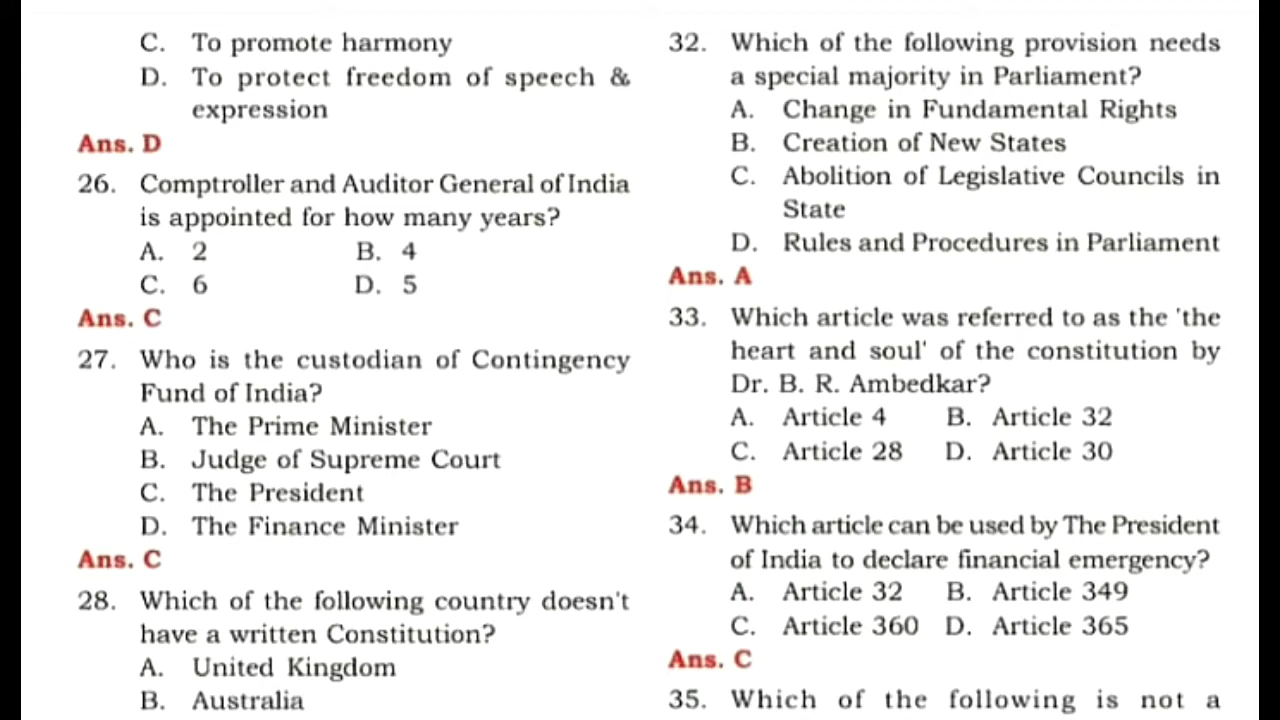 C. To promote harmony
D. To protect freedom of speech &
expression
Ans. D
26. Comptroller and Auditor General of India
is appointed for how many years?
A. 2 B. 4
C. 6 D. 5
Ans. C
27. Who is the custodian of Contingency
Fund of India?
A. The Prime Minister
B. Judge of Supreme Court
C. The President
D. The Finance Minister
Ans. C
28. Which of the following country doesn't
have a written Constitution?
A. United Kingdom
B. Australia
32. Which of the following provision needs
a special majority in Parliament?
A. Change in Fundamental Rights
B. Creation of New States
C. Abolition of Legislative Councils in
State
D. Rules and Procedures in Parliament
Ans. A
33. Which article was referred to as the 'the
heart and soul' of the constitution by
Dr. B. R. Ambedkar?
A. Article 4 B. Article 32
C. Article 28 D. Article 30
Ans. B
34. Which article can be used by The President
of India to declare financial emergency?
A. Article 32 B. Article 349
C. Article 360 D. Article 365
Ans. C
35. Which of the following is not a